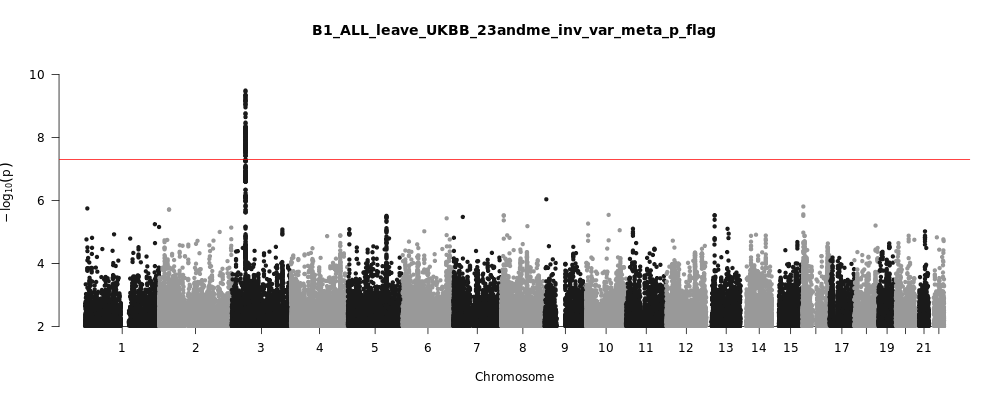 B1_ALL_leave_UKBB_23andme_inv_var_meta_p_flag
10
8
6
4
2
−log10(p)
1 2 3 4 5 6 7 8 9 10 11 12 13 14 15 17 19 21
Chromosome